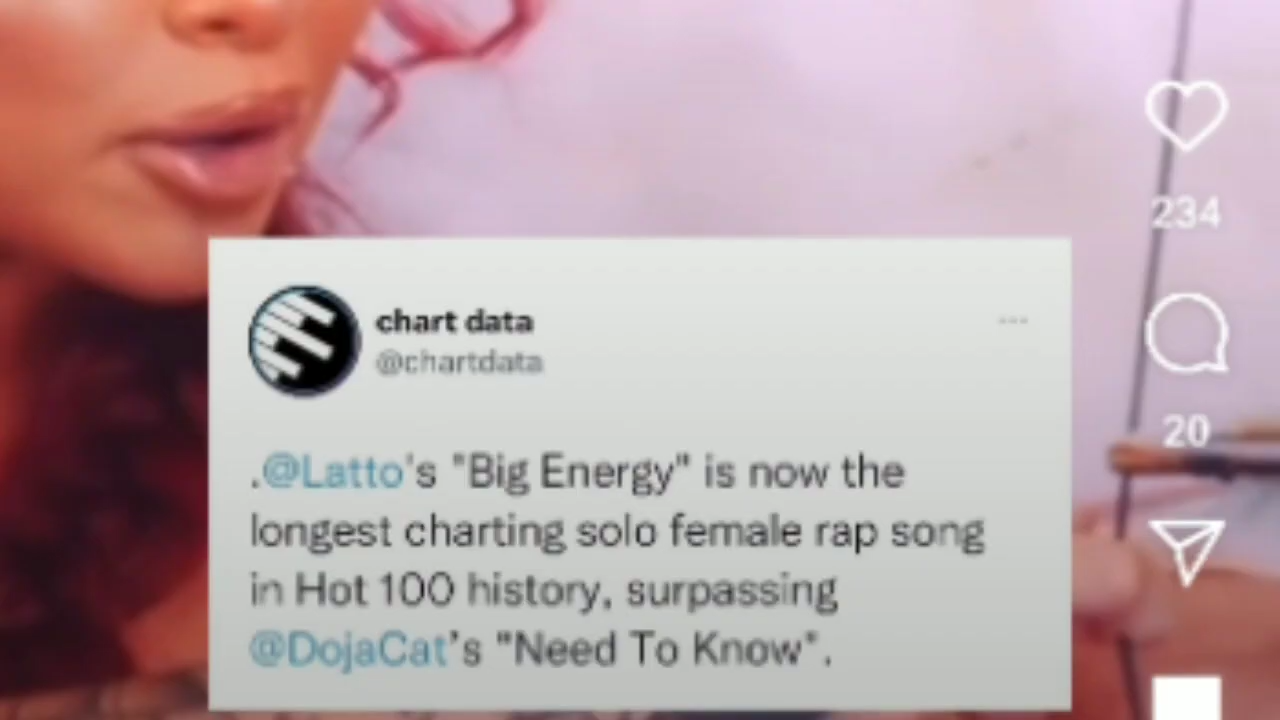 234
chart data
@chartdata
20
.@Latto's "Big Energy" is now the
longest charting solo female rap song
in Hot 100 history, surpassing
@DojaCat's "Need To Know".